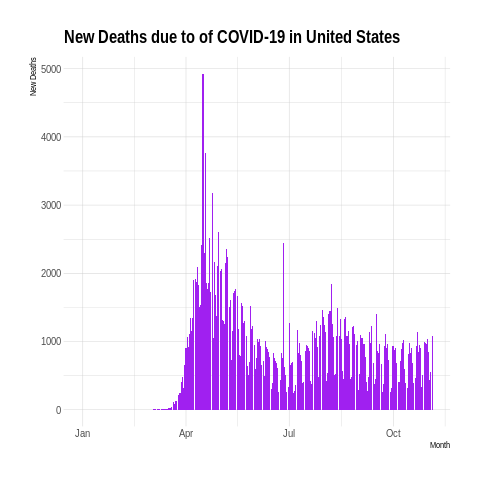 New Deaths due to of COVID-19 in United States
New Deaths
5000
4000
3000
2000
1000
0
Jan Apr Jul Oct
Month